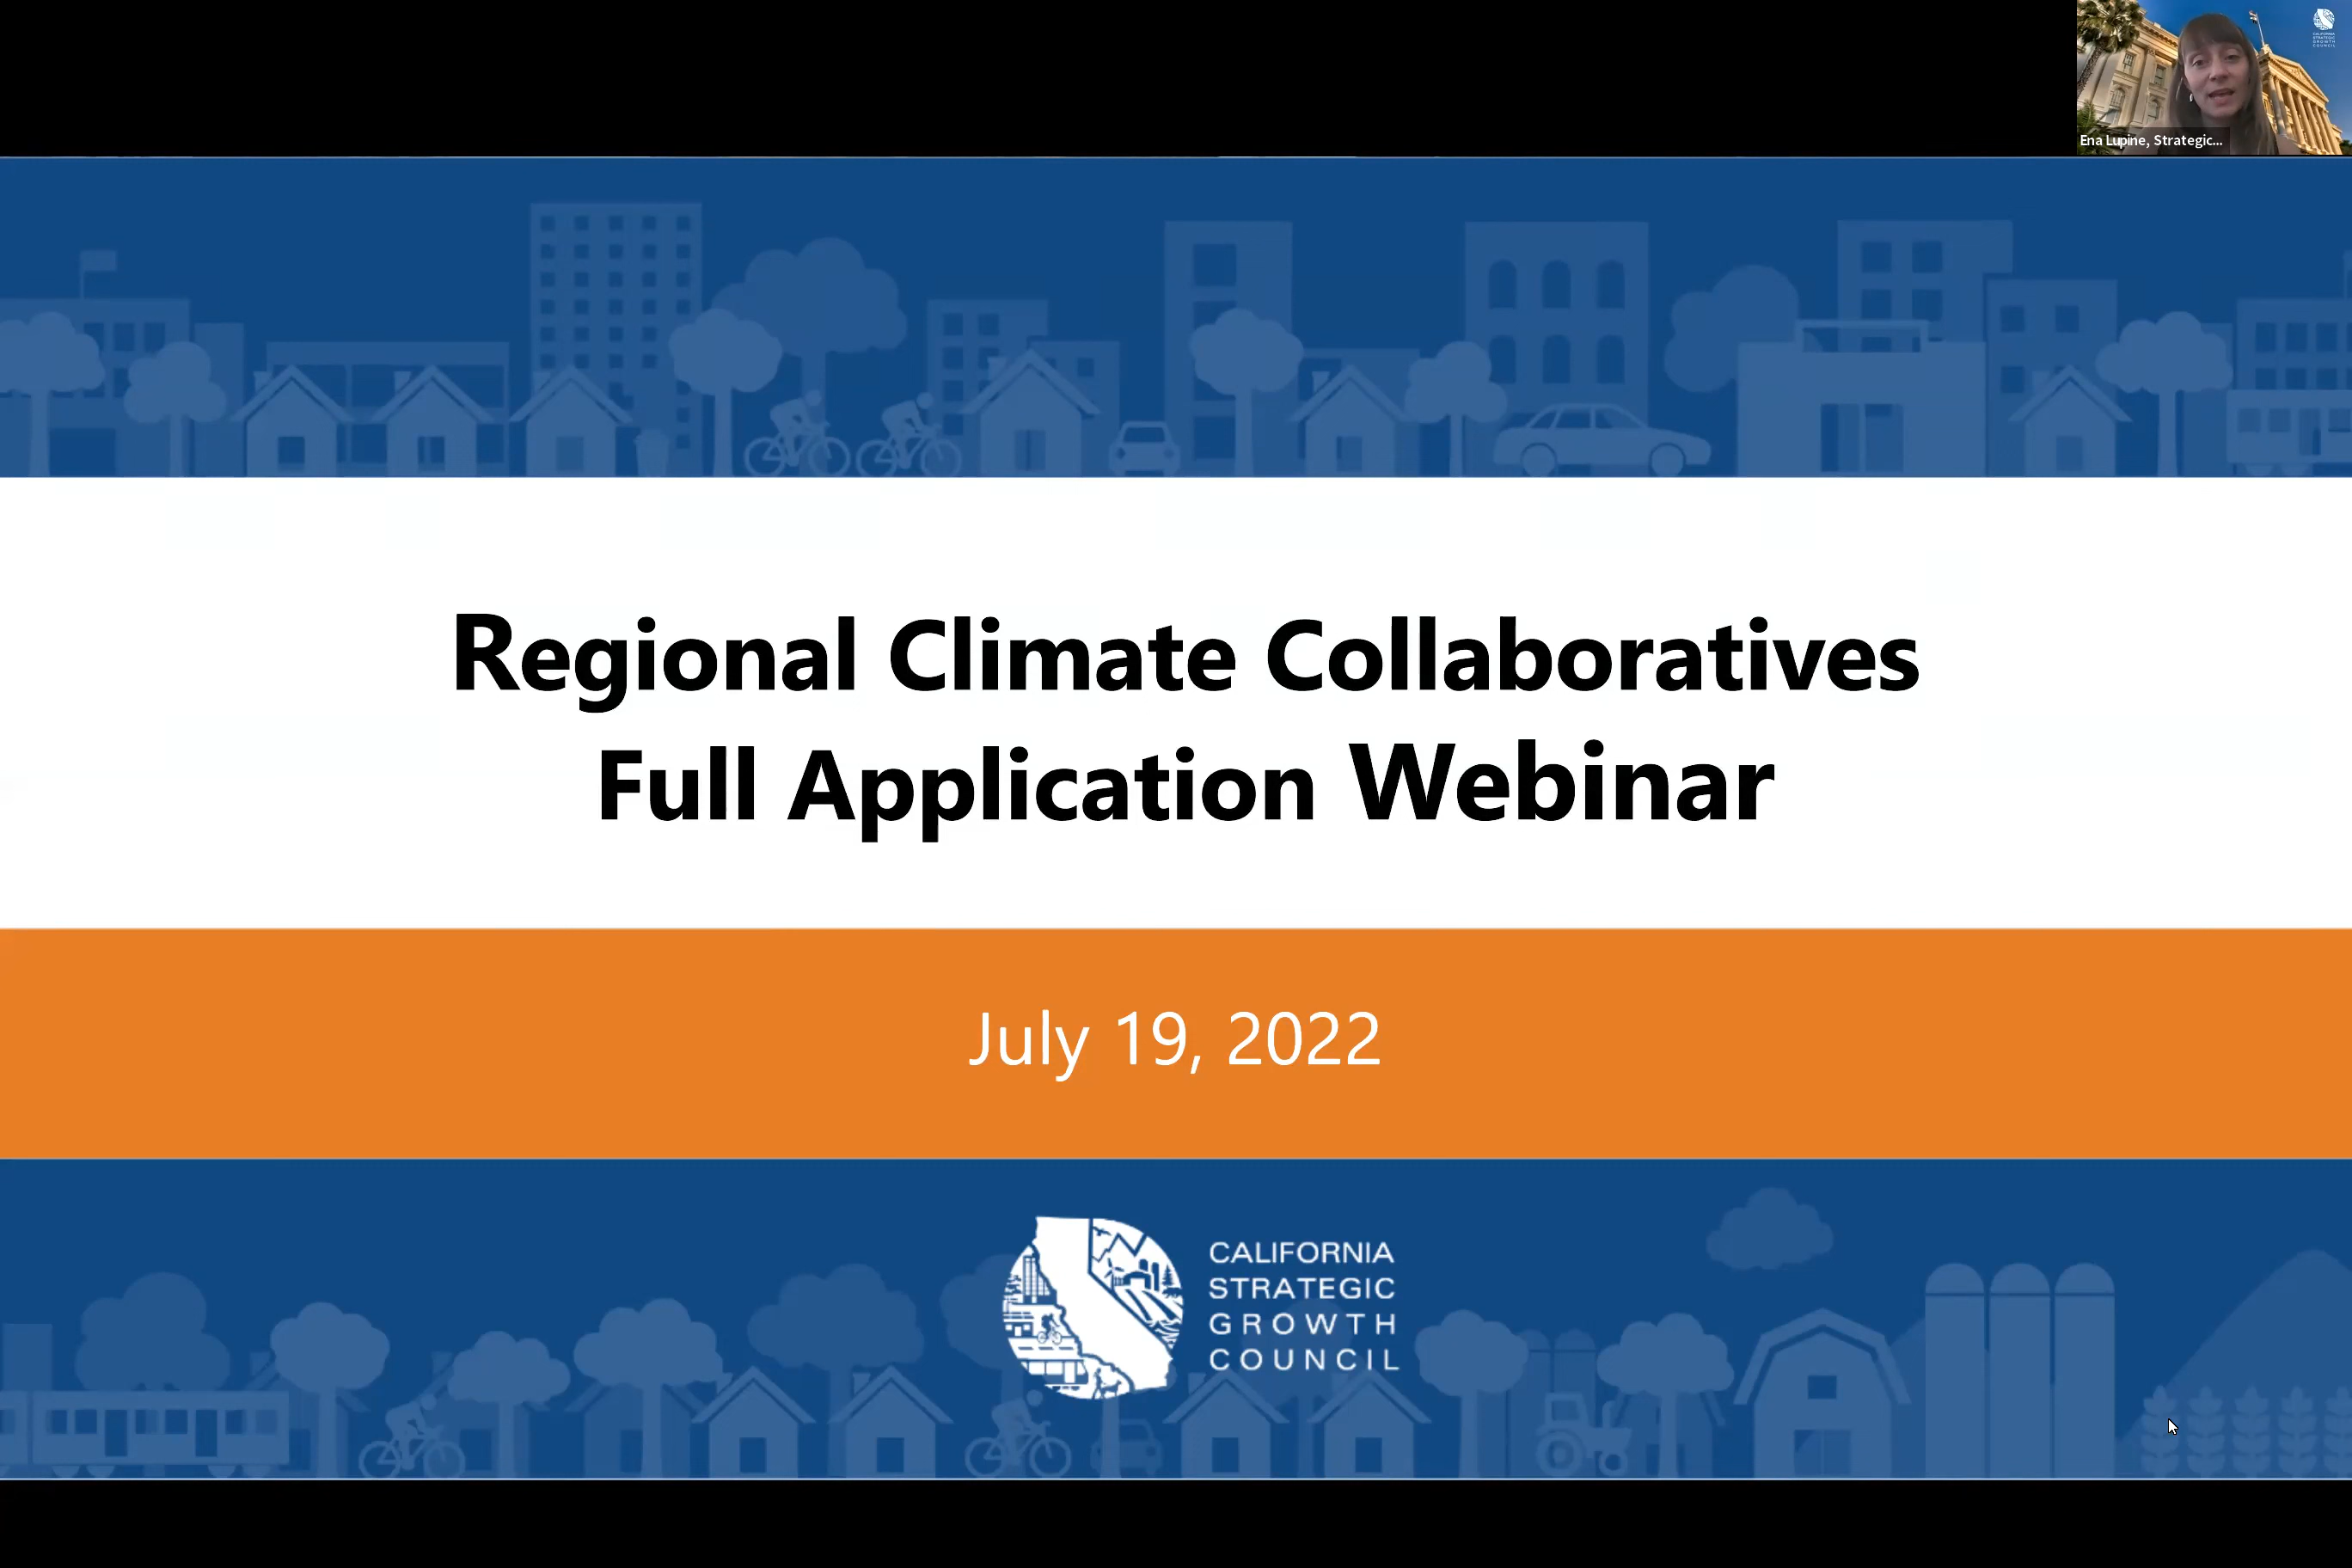 Ena Lupine, Strategic...
Regional Climate Collaboratives
Full Application Webinar
July 19, 2022
CALIFORNIA
STRATEGIC
GROWTH
COUNCIL